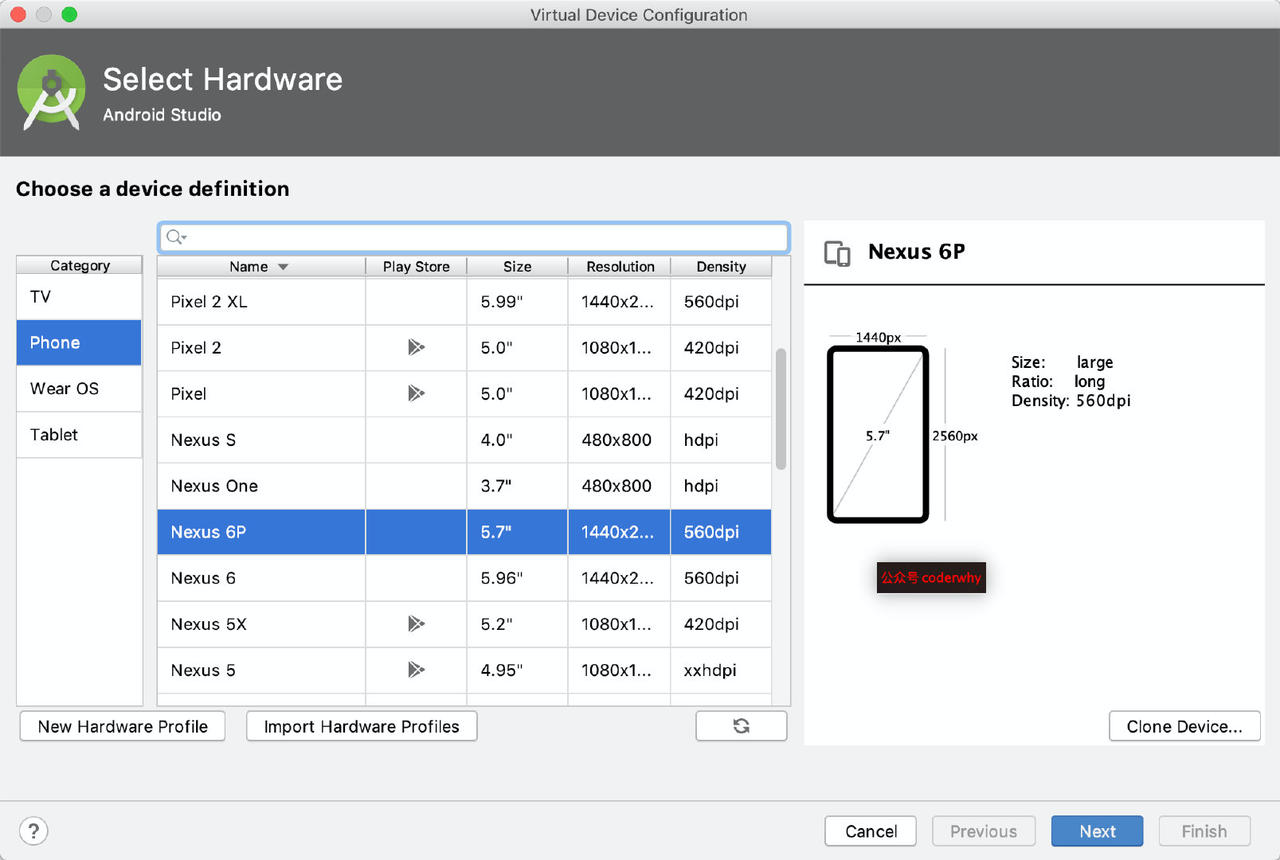 Virtual Device Configuration
Select Hardware
Android Studio
Choose a device definition
Category
TV
Phone
Wear OS
Tablet
Name Play Store Size Resolution Density
Pixel 2 XL 5.99" 1440x2... 560dpi
Pixel 2 5.0" 1080x1... 420dpi
Pixel 5.0" 1080x1... 420dpi
Nexus S 4.0" 480x800 hdpi
Nexus One 3.7" 480x800 hdpi
Nexus 6P 5.7" 1440x2... 560dpi
Nexus 6 5.96" 1440x2... 560dpi
Nexus 5X 5.2" 1080x1... 420dpi
Nexus 5 4.95" 1080x1... xxhdpi
New Hardware Profile Import Hardware Profiles
Nexus 6P
1440px
5.7" 2560px
Size: large
Ratio: long
Density: 560dpi
公众号 coderwhy
Clone Device...
? Cancel Previous Next Finish